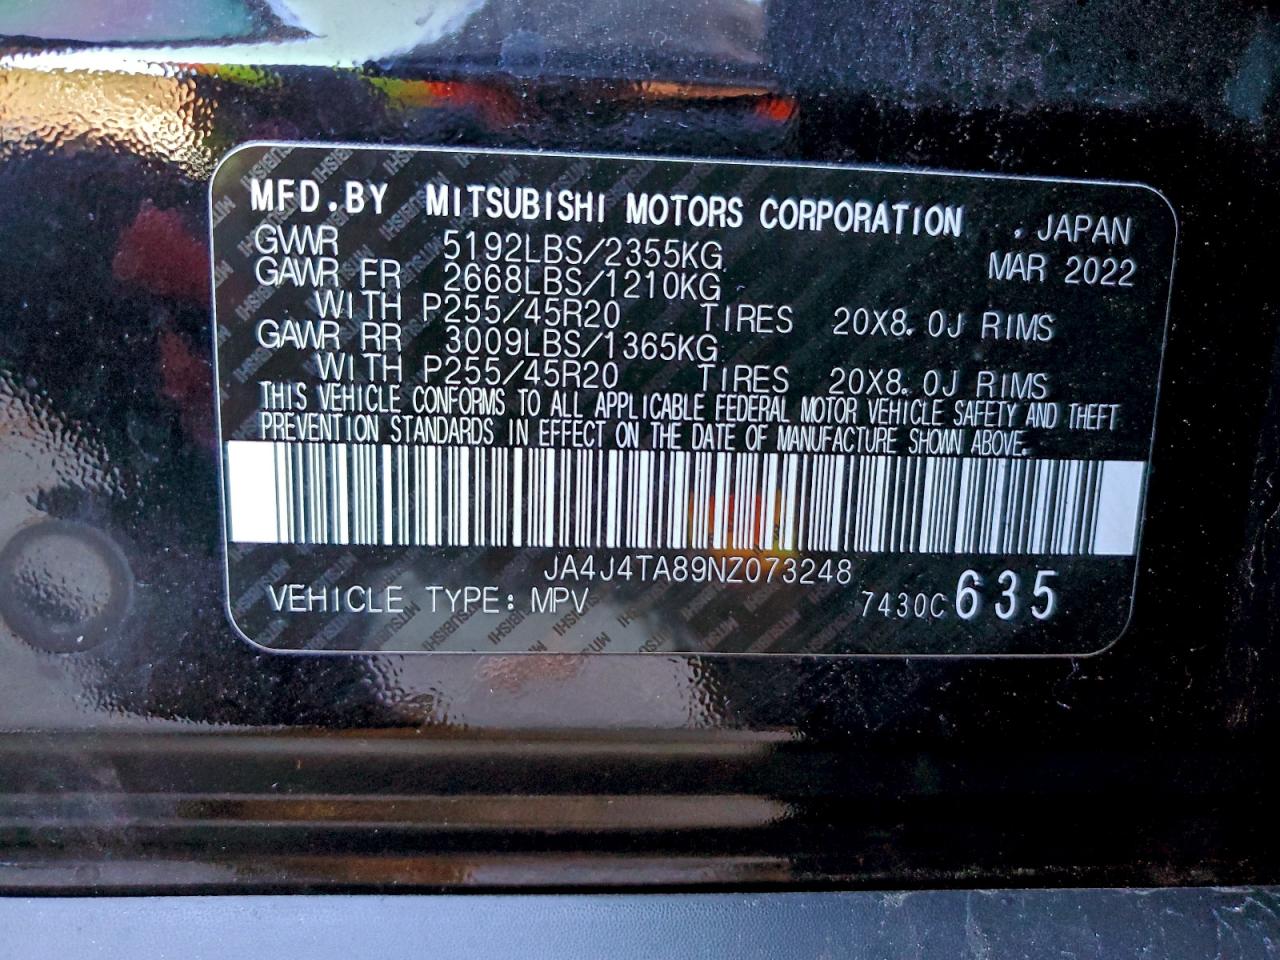 MFD.BY MITSUBISHI MOTORS CORPORATION , JAPAN
GVWR 5192LBS/2355KG MAR 2022
GAWR FR 2668LBS/1210KG
WITH P255/45R20 TIRES 20X8.0J RIMS
GAWR RR 3009LBS/1365KG
WITH P255/45R20 TIRES 20X8.0J RIMS
THIS VEHICLE CONFORMS TO ALL APPLICABLE FEDERAL MOTOR VEHICLE SAFETY AND THEFT
PREVENTION STANDARDS IN EFFECT ON THE DATE OF MANUFACTURE SHOWN ABOVE.
JA4J4TA89NZ073248
VEHICLE TYPE: MPV 7430C 635